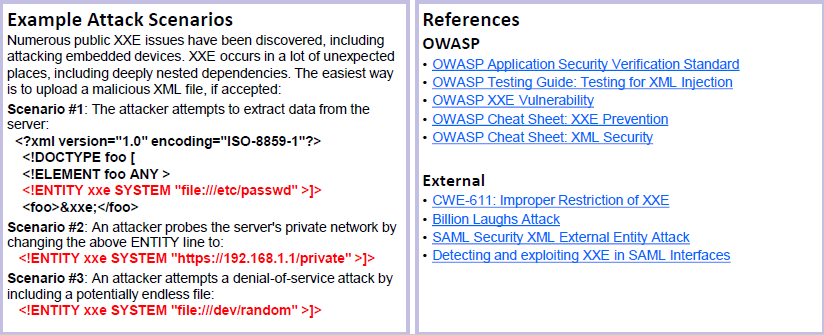 Example Attack Scenarios
Numerous public XXE issues have been discovered, including
attacking embedded devices. XXE occurs in a lot of unexpected
places, including deeply nested dependencies. The easiest way
is to upload a malicious XML file, if accepted:
Scenario #1: The attacker attempts to extract data from the
server:
<?xml version="1.0" encoding="ISO-8859-1"?>
<!DOCTYPE foo [
<!ELEMENT foo ANY >
<!ENTITY xxe SYSTEM "file:///etc/passwd" >]>
<foo>&xxe;</foo>
Scenario #2: An attacker probes the server's private network by
changing the above ENTITY line to:
<!ENTITY xxe SYSTEM "https://192.168.1.1/private" >]>
Scenario #3: An attacker attempts a denial-of-service attack by
including a potentially endless file:
<!ENTITY xxe SYSTEM "file:///dev/random" >]>
References
OWASP
• OWASP Application Security Verification Standard
• OWASP Testing Guide: Testing for XML Injection
• OWASP XXE Vulnerability
• OWASP Cheat Sheet: XXE Prevention
• OWASP Cheat Sheet: XML Security
External
• CWE-611: Improper Restriction of XXE
• Billion Laughs Attack
• SAML Security XML External Entity Attack
• Detecting and exploiting XXE in SAML Interfaces